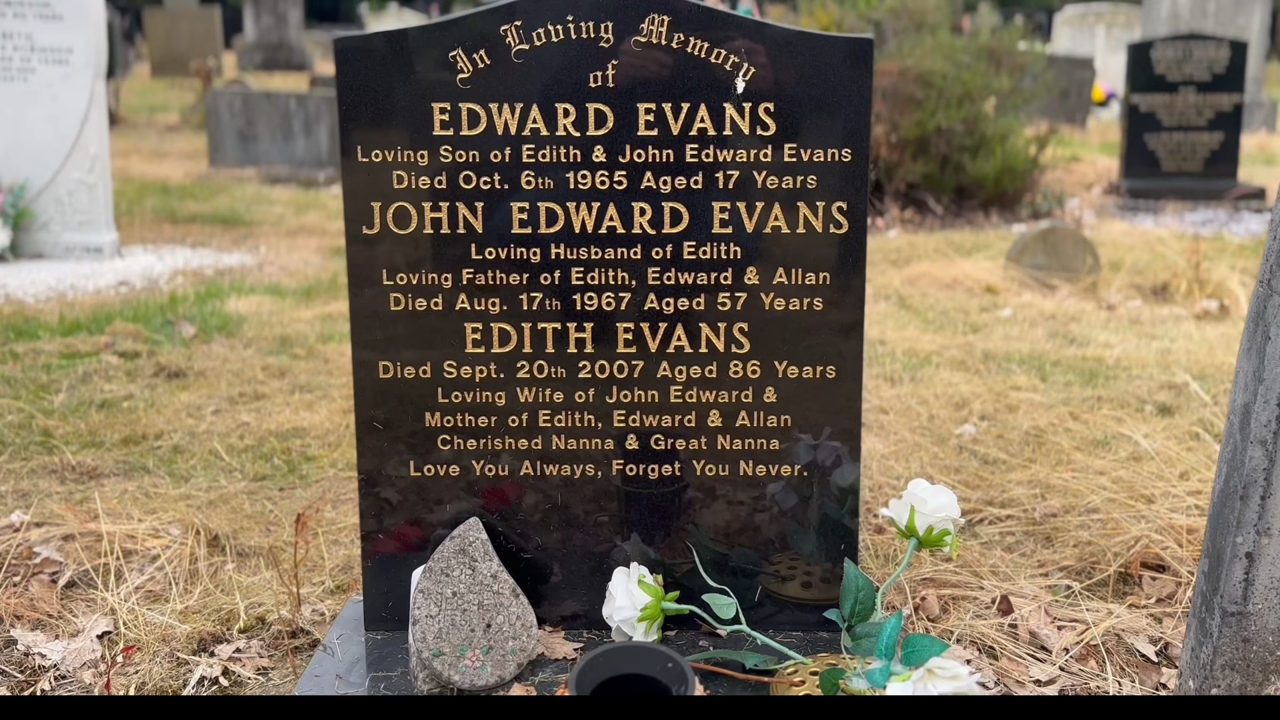 In Loving Memory
of
EDWARD EVANS
Loving Son of Edith & John Edward Evans
Died Oct. 6th 1965 Aged 17 Years
JOHN EDWARD EVANS
Loving Husband of Edith
Loving Father of Edith, Edward & Allan
Died Aug. 17th 1967 Aged 57 Years
EDITH EVANS
Died Sept. 20th 2007 Aged 86 Years
Loving Wife of John Edward &
Mother of Edith, Edward & Allan
Cherished Nanna & Great Nanna
Love You Always, Forget You Never.